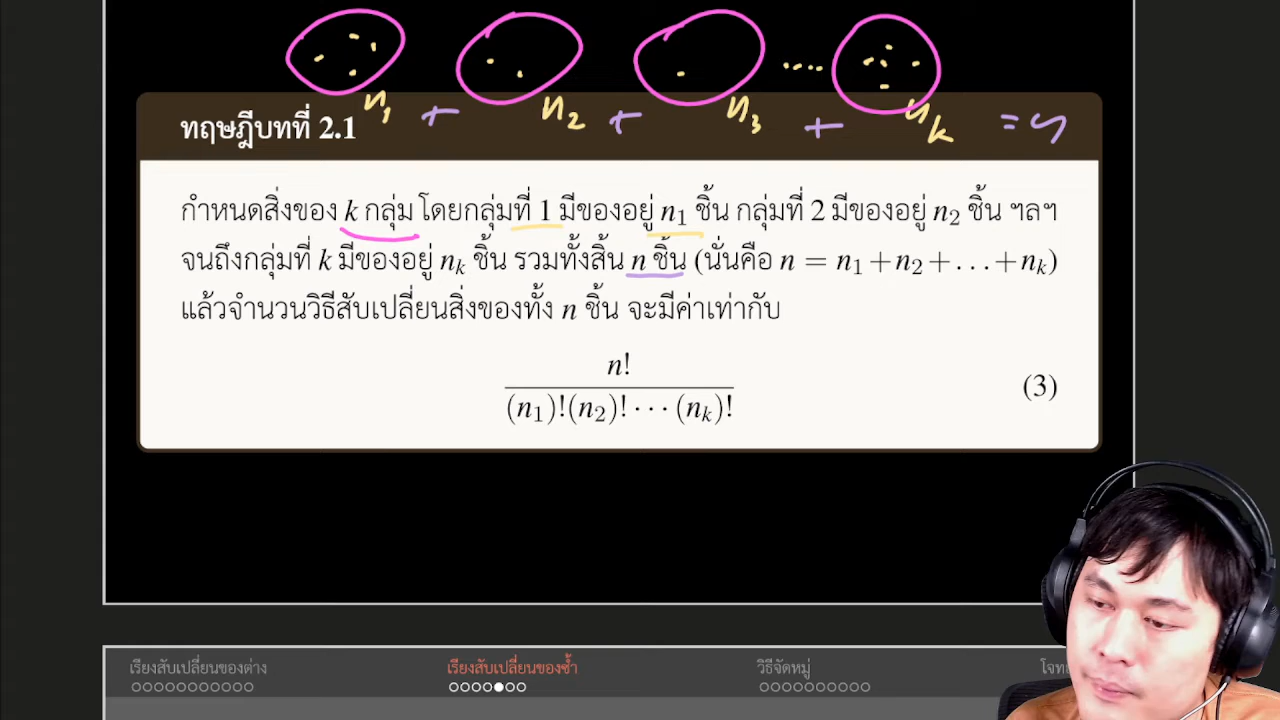 n1 + n2 + n3 ..... + nk = n
ทฤษฎีบทที่ 2.1
กำหนดสิ่งของ k กลุ่ม โดยกลุ่มที่ 1 มีของอยู่ n₁ ชิ้น กลุ่มที่ 2 มีของอยู่ n₂ ชิ้น ฯลฯ
จนถึงกลุ่มที่ k มีของอยู่ nₖ ชิ้น รวมทั้งสิ้น n ชิ้น (นั่นคือ n = n₁+n₂+...+nₖ)
แล้วจำนวนวิธีสับเปลี่ยนสิ่งของทั้ง n ชิ้น จะมีค่าเท่ากับ
n!
(n₁)!(n₂)!⋯(nₖ)!
(3)
เรียงสับเปลี่ยนของต่าง
เรียงสับเปลี่ยนของซ้ำ
วิธีจัดหมู่